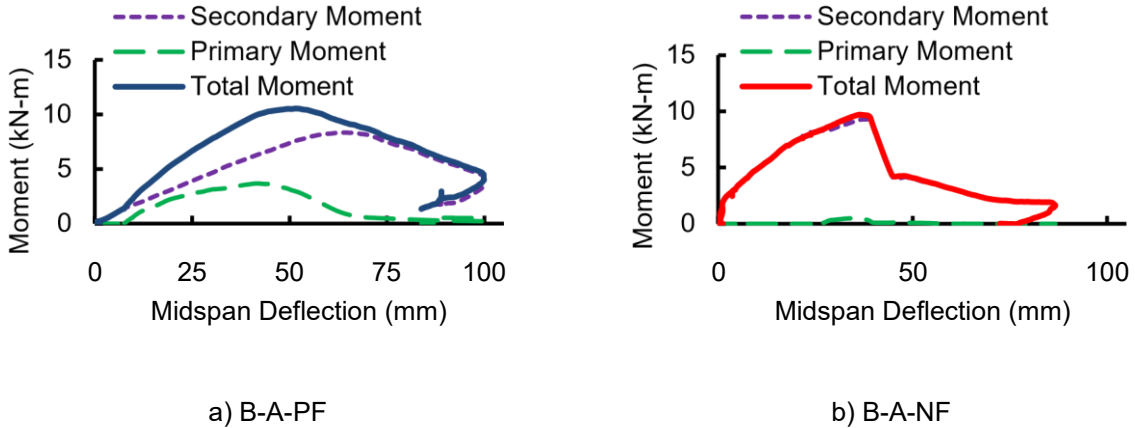 Secondary Moment
Primary Moment
Total Moment
15
10
5
0
Moment (kN-m)
0 25 50 75 100
Midspan Deflection (mm)
a) B-A-PF
Secondary Moment
Primary Moment
Total Moment
15
10
5
0
Moment (kN-m)
0 50 100
Midspan Deflection (mm)
b) B-A-NF